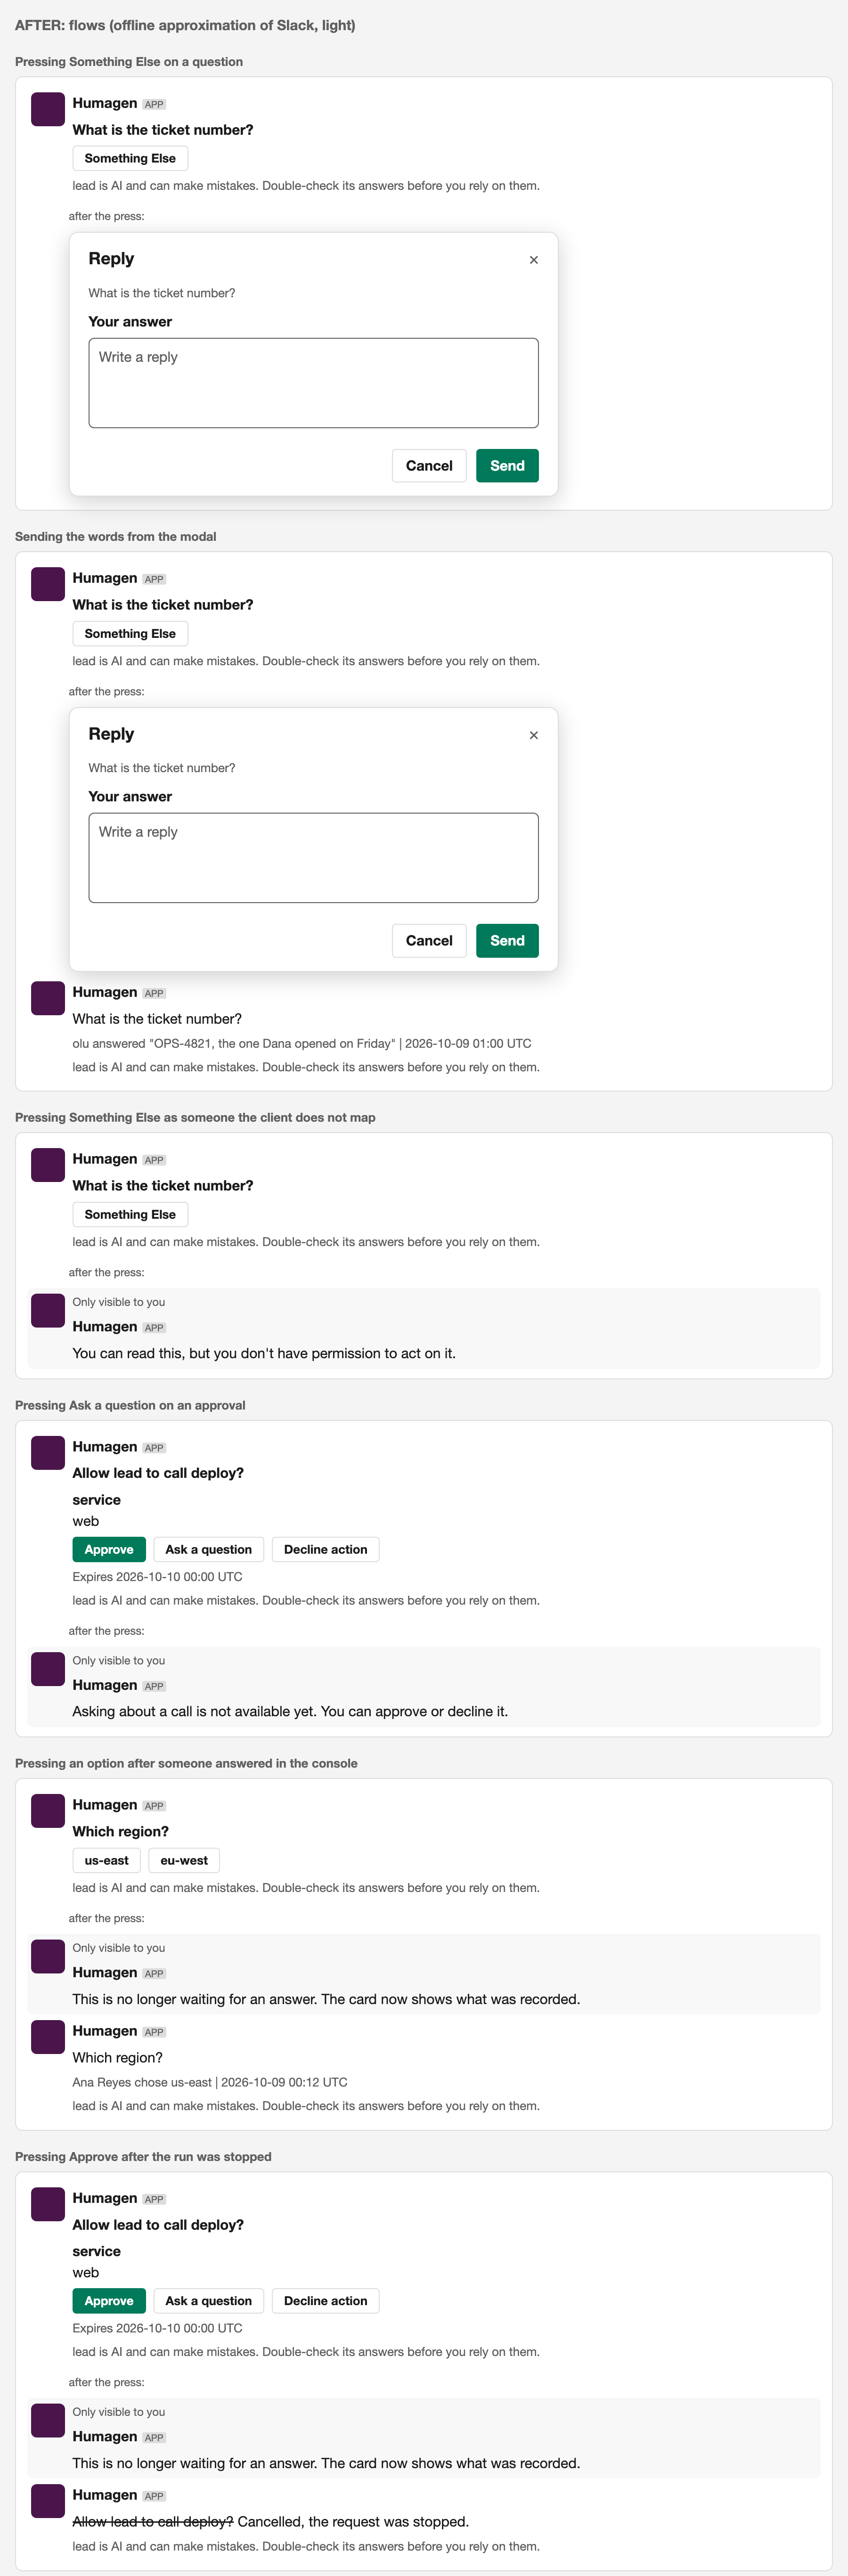 AFTER: flows (offline approximation of Slack, light)
Pressing Something Else on a question
Humagen APP
What is the ticket number?
Something Else
lead is AI and can make mistakes. Double-check its answers before you rely on them.
after the press:
Reply ×
What is the ticket number?
Your answer
Write a reply
Cancel Send
Sending the words from the modal
Humagen APP
What is the ticket number?
Something Else
lead is AI and can make mistakes. Double-check its answers before you rely on them.
after the press:
Reply ×
What is the ticket number?
Your answer
Write a reply
Cancel Send
Humagen APP
What is the ticket number?
olu answered "OPS-4821, the one Dana opened on Friday" | 2026-10-09 01:00 UTC
lead is AI and can make mistakes. Double-check its answers before you rely on them.
Pressing Something Else as someone the client does not map
Humagen APP
What is the ticket number?
Something Else
lead is AI and can make mistakes. Double-check its answers before you rely on them.
after the press:
Only visible to you
Humagen APP
You can read this, but you don't have permission to act on it.
Pressing Ask a question on an approval
Humagen APP
Allow lead to call deploy?
service
web
Approve Ask a question Decline action
Expires 2026-10-10 00:00 UTC
lead is AI and can make mistakes. Double-check its answers before you rely on them.
after the press:
Only visible to you
Humagen APP
Asking about a call is not available yet. You can approve or decline it.
Pressing an option after someone answered in the console
Humagen APP
Which region?
us-east eu-west
lead is AI and can make mistakes. Double-check its answers before you rely on them.
after the press:
Only visible to you
Humagen APP
This is no longer waiting for an answer. The card now shows what was recorded.
Humagen APP
Which region?
Ana Reyes chose us-east | 2026-10-09 00:12 UTC
lead is AI and can make mistakes. Double-check its answers before you rely on them.
Pressing Approve after the run was stopped
Humagen APP
Allow lead to call deploy?
service
web
Approve Ask a question Decline action
Expires 2026-10-10 00:00 UTC
lead is AI and can make mistakes. Double-check its answers before you rely on them.
after the press:
Only visible to you
Humagen APP
This is no longer waiting for an answer. The card now shows what was recorded.
Humagen APP
Allow lead to call deploy? Cancelled, the request was stopped.
lead is AI and can make mistakes. Double-check its answers before you rely on them.